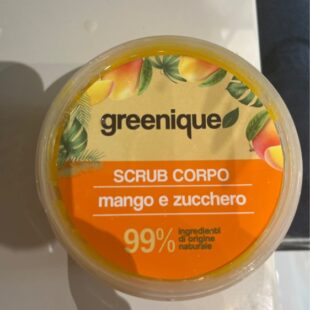 greenique
SCRUB CORPO
mango e zucchero
99% ingredienti
di origine
naturale